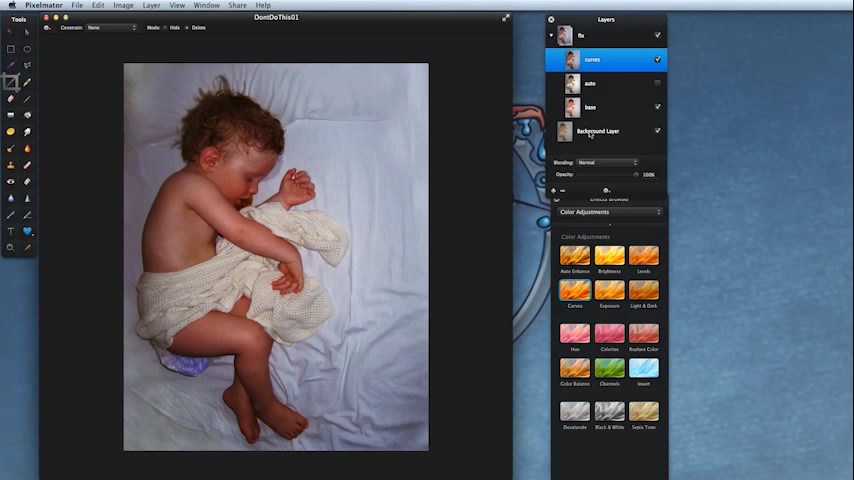 Pixelmator File Edit Image Layer View Window Share Help
Tools
DontDoThis01
Constrain: None
Mode: Hide Delete
Layers
fix
curves
auto
base
Background Layer
Blending: Normal
Opacity: 100%
Effects Browser
Color Adjustments
Color Adjustments
Auto Enhance Brightness Levels
Curves Exposure Light & Dark
Hue Colorize Replace Color
Color Balance Channels Invert
Desaturate Black & White Sepia Tone